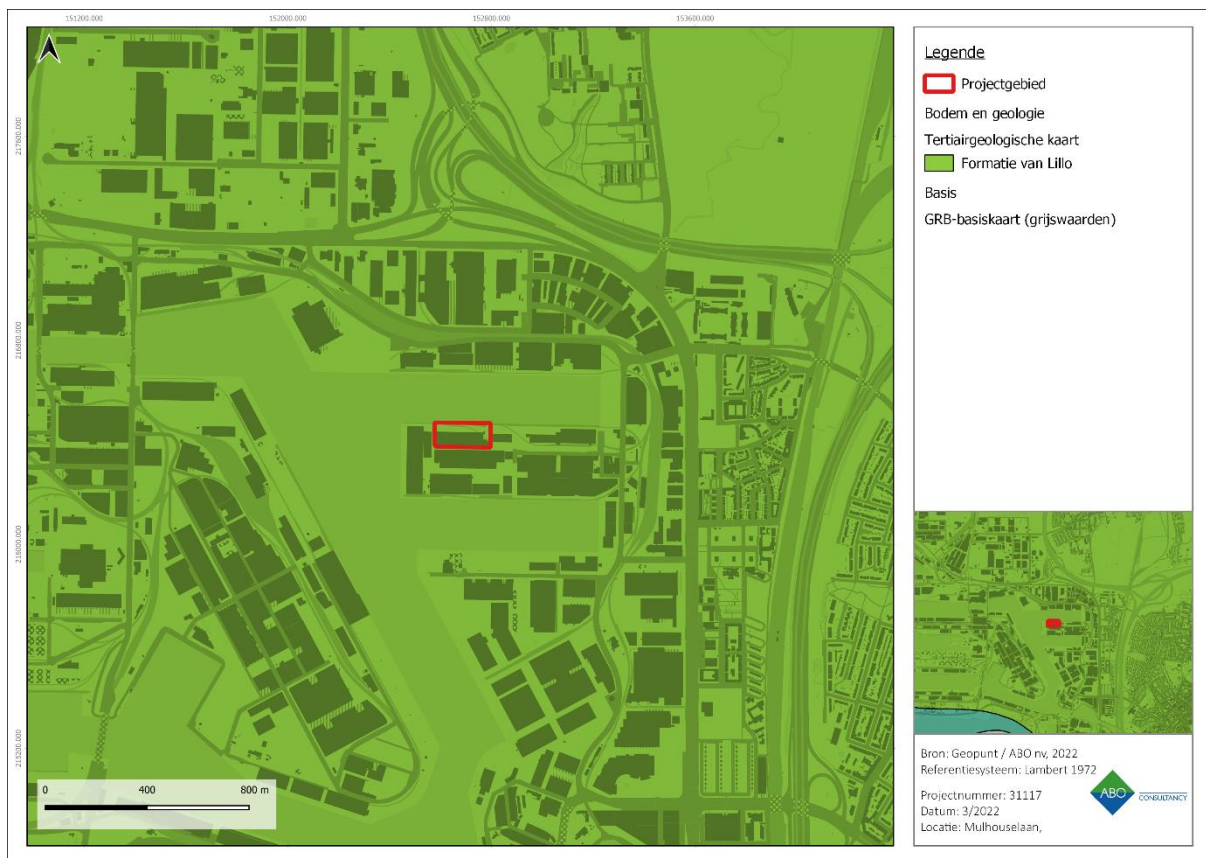 151200.000 152000.000 152800.000 153600.000
217600.000
216800.000
216000.000
215200.000
0 400 800 m
Legende
Projectgebied
Bodem en geologie
Tertiairgeologische kaart
Formatie van Lillo
Basis
GRB-basiskaart (grijswaarden)
Bron: Geopunt / ABO nv, 2022
Referentiesysteem: Lambert 1972
Projectnummer: 31117
Datum: 3/2022
Locatie: Mulhouselaan,
ABO CONSULTANCY